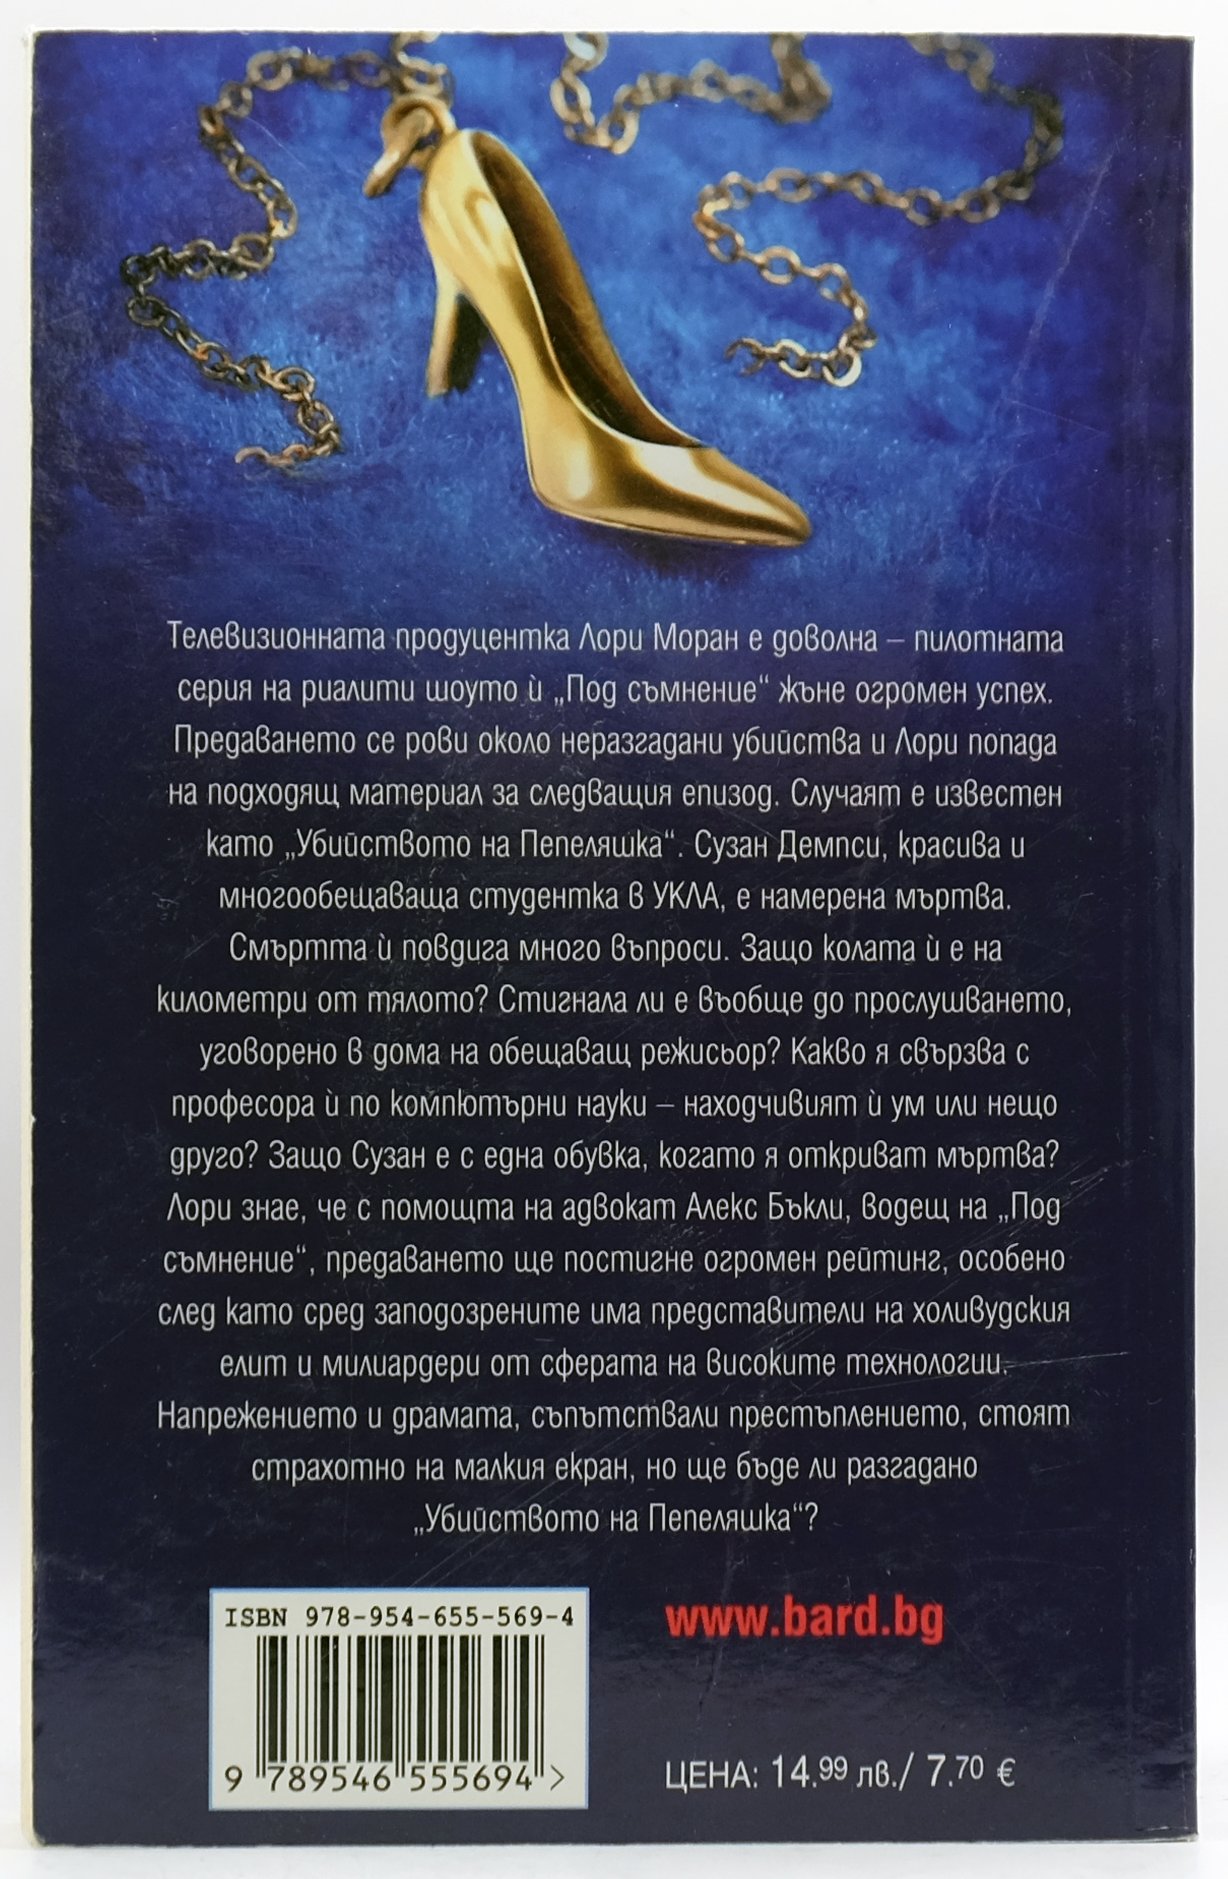 Телевизионната продуцентка Лори Моран е доволна – пилотната
серия на риалити шоуто ѝ „Под съмнение“ жъне огромен успех.
Предаването се рови около неразгадани убийства и Лори попада
на подходящ материал за следващия епизод. Случаят е известен
като „Убийството на Пепеляшка“. Сузан Демпси, красива и
многообещаваща студентка в УКЛА, е намерена мъртва.
Смъртта ѝ повдига много въпроси. Защо колата ѝ е на
километри от тялото? Стигнала ли е въобще до прослушването,
уговорено в дома на обещаващ режисьор? Какво я свързва с
професора ѝ по компютърни науки – находчивият ѝ ум или нещо
друго? Защо Сузан е с една обувка, когато я откриват мъртва?
Лори знае, че с помощта на адвокат Алекс Бъкли, водещ на „Под
съмнение“, предаването ще постигне огромен рейтинг, особено
след като сред заподозрените има представители на холивудския
елит и милиардери от сферата на високите технологии.
Напрежението и драмата, съпътствали престъплението, стоят
страхотно на малкия екран, но ще бъде ли разгадано
„Убийството на Пепеляшка“?
ISBN 978-954-655-569-4
9 789546 555694 >
www.bard.bg
ЦЕНА: 14.99 лв./ 7.70 €